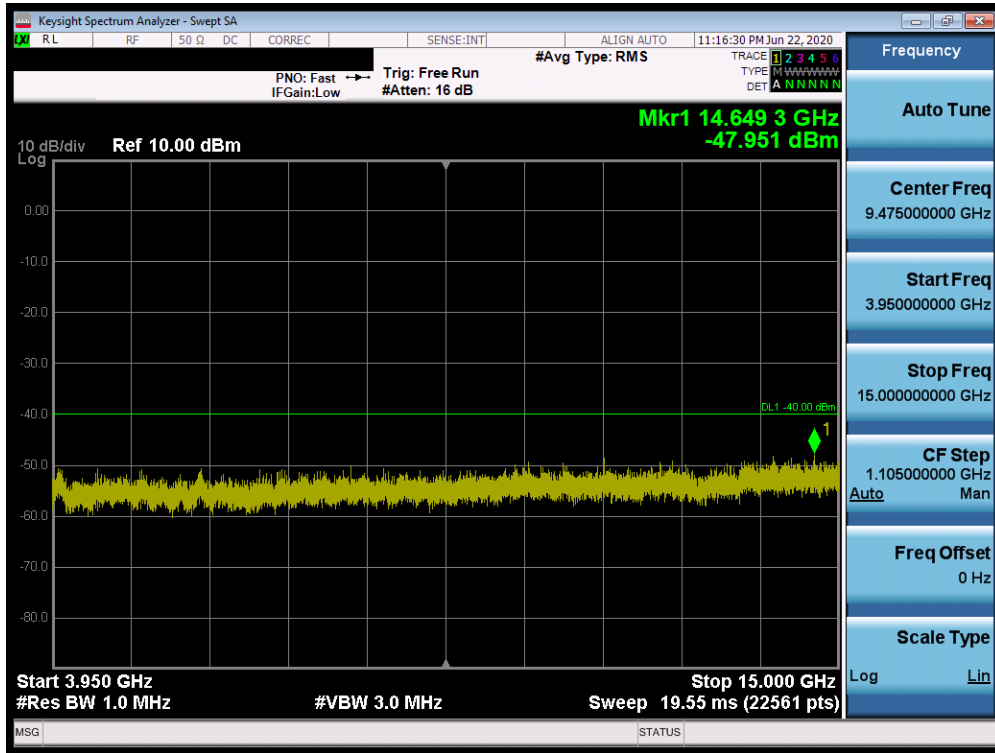 Keysight Spectrum Analyzer - Swept SA
LXI RL RF 50 Ω DC CORREC SENSE:INT ALIGN AUTO 11:16:30 PM Jun 22, 2020
#Avg Type: RMS
TRACE 1 2 3 4 5 6
PNO: Fast Trig: Free Run
TYPE M W W W W W
IFGain:Low #Atten: 16 dB
DET A N N N N N
Mkr1 14.649 3 GHz
-47.951 dBm
10 dB/div Ref 10.00 dBm
Log
0.00
-10.0
-20.0
-30.0
-40.0
DL1 -40.00 dBm
1
-50.0
-60.0
-70.0
-80.0
Start 3.950 GHz Stop 15.000 GHz
#Res BW 1.0 MHz #VBW 3.0 MHz Sweep 19.55 ms (22561 pts)
MSG STATUS
Frequency
Auto Tune
Center Freq
9.475000000 GHz
Start Freq
3.950000000 GHz
Stop Freq
15.000000000 GHz
CF Step
1.105000000 GHz
Auto Man
Freq Offset
0 Hz
Scale Type
Log Lin